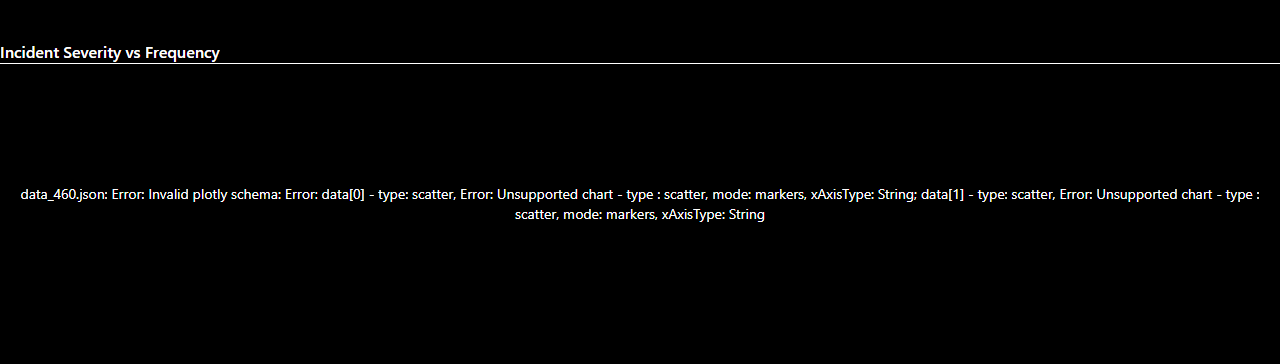 Incident Severity vs Frequency
data_460.json: Error: Invalid plotly schema: Error: data[0] - type: scatter, Error: Unsupported chart - type : scatter, mode: markers, xAxisType: String; data[1] - type: scatter, Error: Unsupported chart - type :
scatter, mode: markers, xAxisType: String